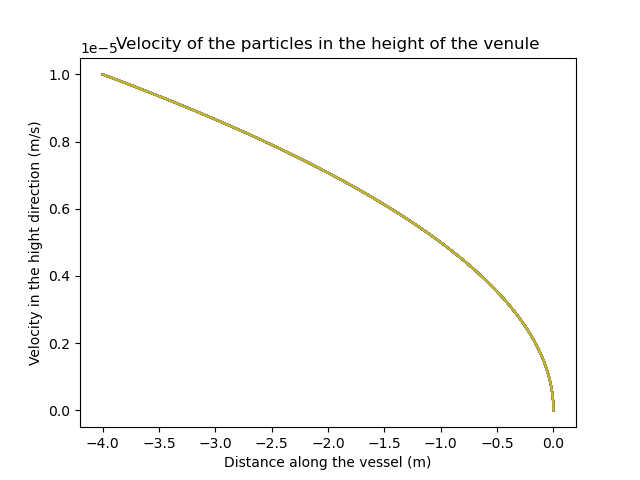 Velocity of the particles in the height of the venule
1e−5
1.0
0.8
0.6
0.4
0.2
0.0
Velocity in the hight direction (m/s)
−4.0 −3.5 −3.0 −2.5 −2.0 −1.5 −1.0 −0.5 0.0
Distance along the vessel (m)